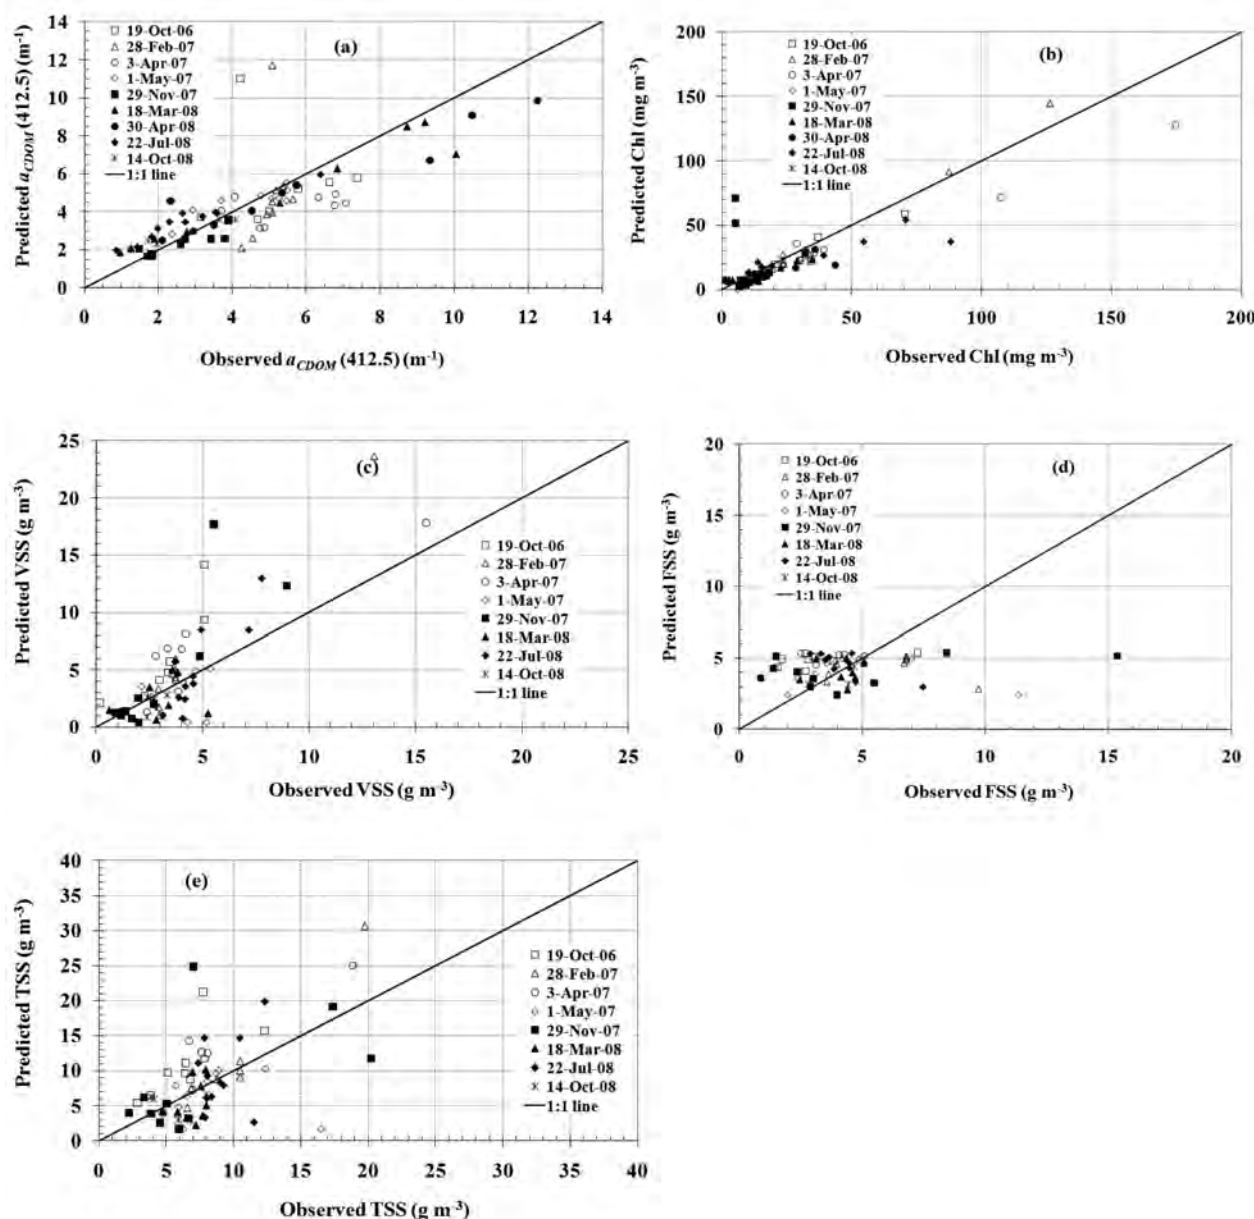 14
12
10
8
6
4
2
0
Predicted a_CDOM (412.5) (m⁻¹)
19-Oct-06
28-Feb-07
3-Apr-07
1-May-07
29-Nov-07
18-Mar-08
30-Apr-08
22-Jul-08
14-Oct-08
1:1 line
(a)
0 2 4 6 8 10 12 14
Observed a_CDOM (412.5) (m⁻¹)
200
150
100
50
0
Predicted Chl (mg m⁻³)
19-Oct-06
28-Feb-07
3-Apr-07
1-May-07
29-Nov-07
18-Mar-08
30-Apr-08
22-Jul-08
14-Oct-08
1:1 line
(b)
0 50 100 150 200
Observed Chl (mg m⁻³)
25
20
15
10
5
0
Predicted VSS (g m⁻³)
(c)
19-Oct-06
28-Feb-07
3-Apr-07
1-May-07
29-Nov-07
18-Mar-08
22-Jul-08
14-Oct-08
1:1 line
0 5 10 15 20 25
Observed VSS (g m⁻³)
20
15
10
5
0
Predicted FSS (g m⁻³)
19-Oct-06
28-Feb-07
3-Apr-07
1-May-07
29-Nov-07
18-Mar-08
22-Jul-08
14-Oct-08
1:1 line
(d)
0 5 10 15 20
Observed FSS (g m⁻³)
40
35
30
25
20
15
10
5
0
Predicted TSS (g m⁻³)
(e)
19-Oct-06
28-Feb-07
3-Apr-07
1-May-07
29-Nov-07
18-Mar-08
22-Jul-08
14-Oct-08
1:1 line
0 5 10 15 20 25 30 35 40
Observed TSS (g m⁻³)